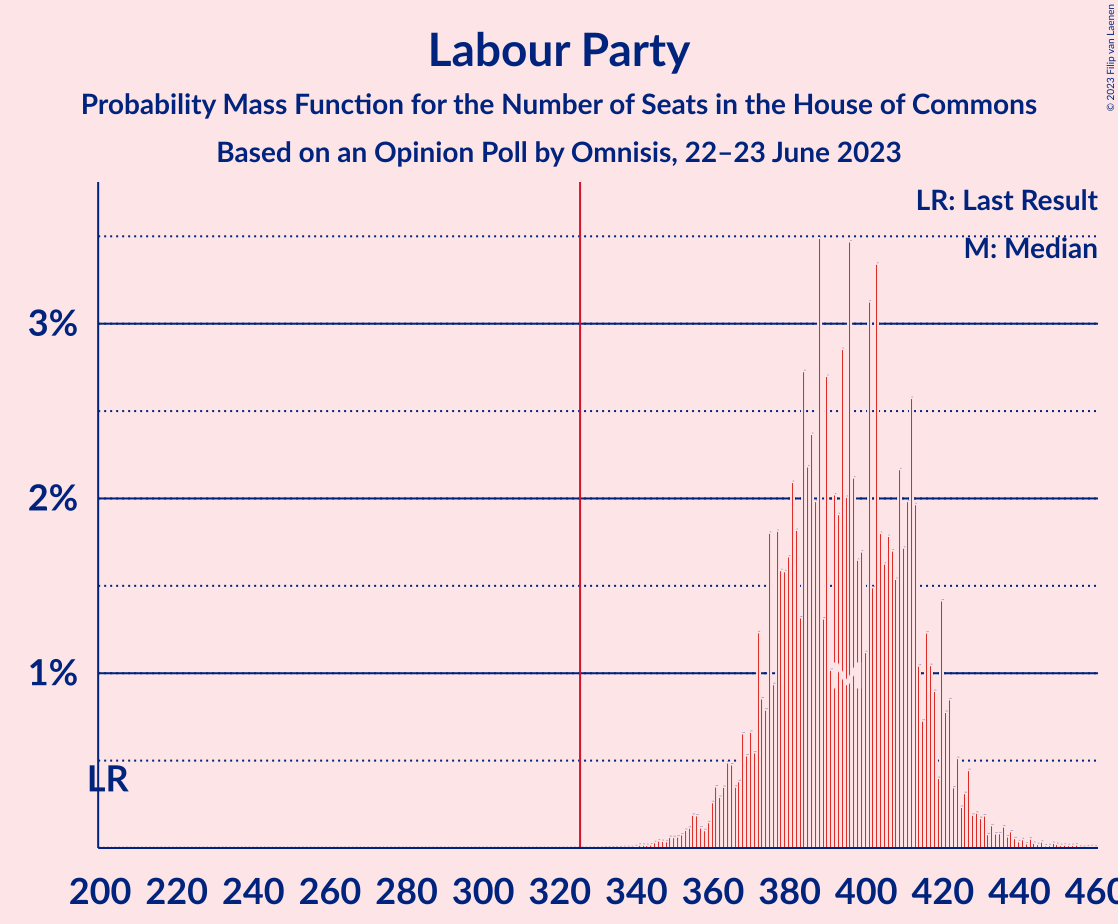 Labour Party
Probability Mass Function for the Number of Seats in the House of Commons
Based on an Opinion Poll by Omnisis, 22–23 June 2023
© 2023 Filip van Laenen
LR: Last Result
M: Median
3%
2%
1%
LR
M
200 220 240 260 280 300 320 340 360 380 400 420 440 460